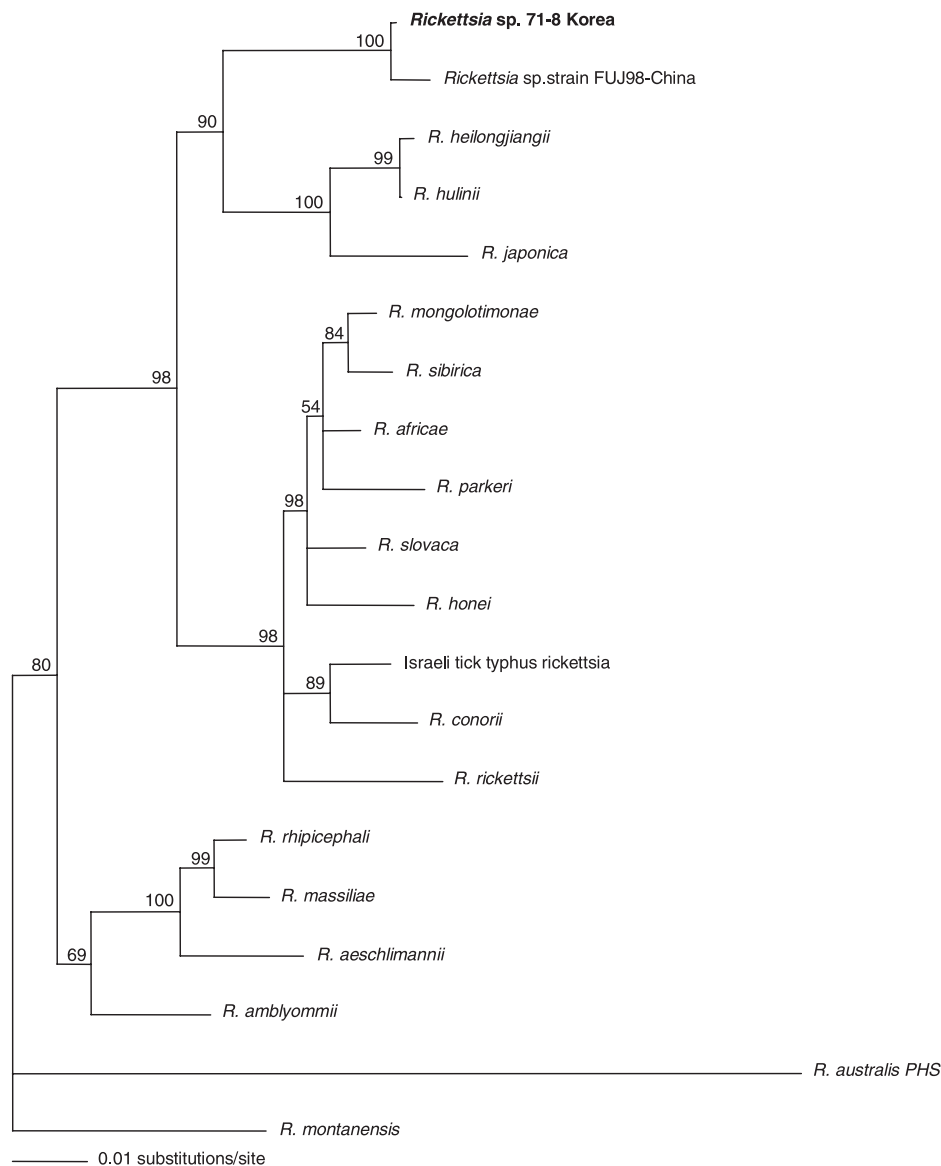 Rickettsia sp. 71-8 Korea
100
Rickettsia sp.strain FUJ98-China
90
R. heilongjiangii
99
R. hulinii
100
R. japonica
R. mongolotimonae
84
R. sibirica
98
54
R. africae
R. parkeri
98
R. slovaca
R. honei
98
Israeli tick typhus rickettsia
80
89
R. conorii
R. rickettsii
R. rhipicephali
99
R. massiliae
100
R. aeschlimannii
69
R. amblyommii
R. australis PHS
R. montanensis
0.01 substitutions/site